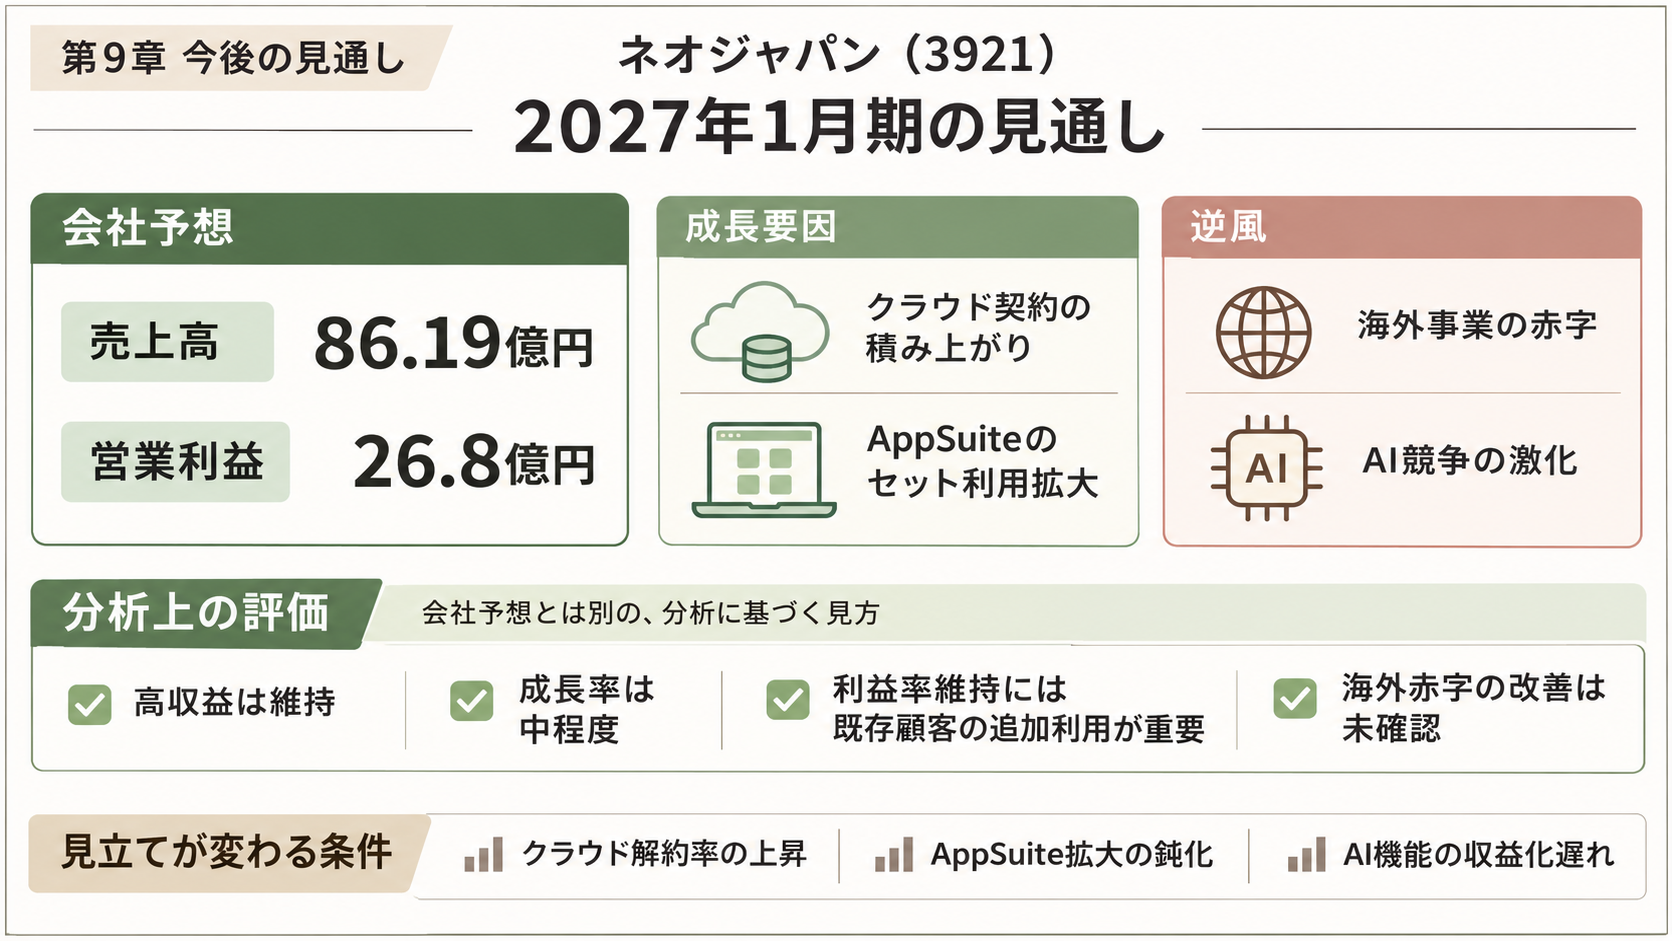 第9章 今後の見通し
ネオジャパン（3921）
2027年1月期の見通し
会社予想
売上高
86.19億円
営業利益
26.8億円
成長要因
クラウド契約の
積み上がり
AppSuiteの
セット利用拡大
逆風
海外事業の赤字
AI
AI競争の激化
分析上の評価
会社予想とは別の、分析に基づく見方
高収益は維持
成長率は
中程度
利益率維持には
既存顧客の追加利用が重要
海外赤字の改善は
未確認
見立てが変わる条件
クラウド解約率の上昇
AppSuite拡大の鈍化
AI機能の収益化遅れ